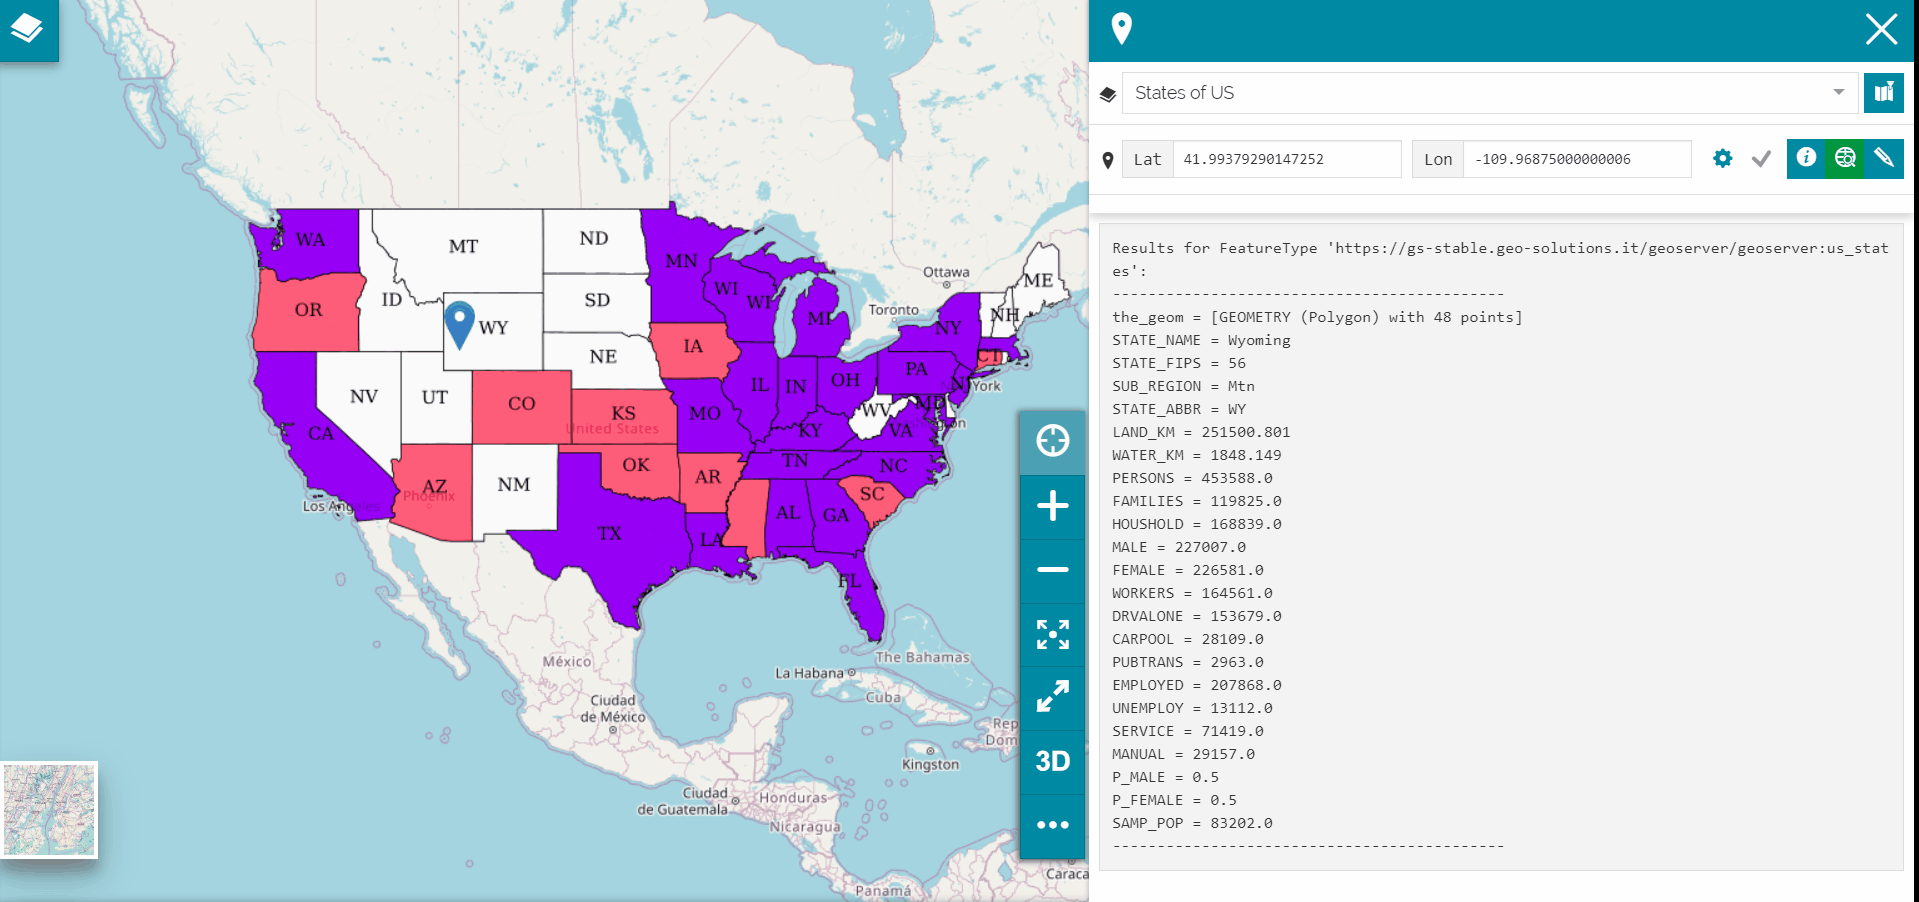 States of US
Lat
41.99379290147252
Lon
-109.96875000000006
Results for FeatureType 'https://gs-stable.geo-solutions.it/geoserver/geoserver:us_stat
es':
--------------------------------------------
the_geom = [GEOMETRY (Polygon) with 48 points]
STATE_NAME = Wyoming
STATE_FIPS = 56
SUB_REGION = Mtn
STATE_ABBR = WY
LAND_KM = 251500.801
WATER_KM = 1848.149
PERSONS = 453588.0
FAMILIES = 119825.0
HOUSHOLD = 168839.0
MALE = 227007.0
FEMALE = 226581.0
WORKERS = 164561.0
DRVALONE = 153679.0
CARPOOL = 28109.0
PUBTRANS = 2963.0
EMPLOYED = 207868.0
UNEMPLOY = 13112.0
SERVICE = 71419.0
MANUAL = 29157.0
P_MALE = 0.5
P_FEMALE = 0.5
SAMP_POP = 83202.0
--------------------------------------------
WA
MT
ND
MN
Ottawa
ME
OR
ID
SD
WI
WI
MI
Toronto
NH
WY
NY
IA
NE
CT
PA
NV
UT
CO
IL
IN
OH
NJ
York
KS
United States
MO
WV
MD
CA
KY
VA
AZ
Phoenix
NM
OK
AR
TN
NC
SC
Los Angeles
TX
LA
AL
GA
FL
México
La Habana
The Bahamas
Cuba
Ciudad
de México
Rep
Dom
Kingston
3D
Ciudad
de Guatemala
Honduras
Nicaragua
Panamá
Caraca